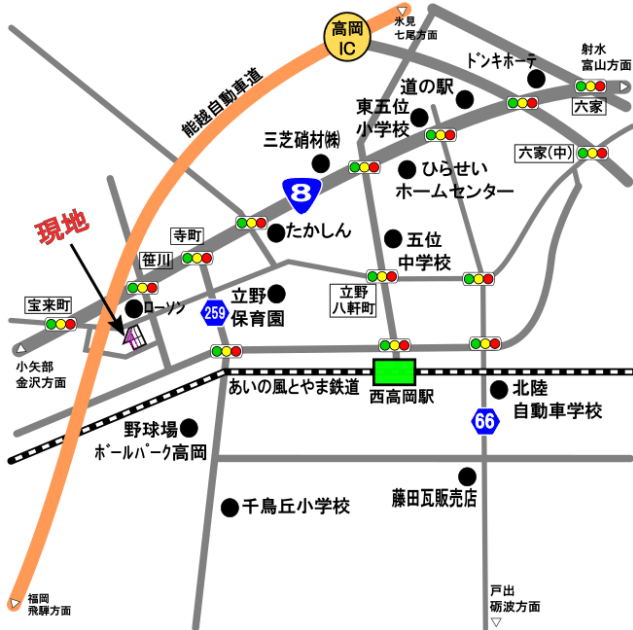 氷見
七尾方面
高岡
IC
ドンキホーテ
射水
富山方面
能越自動車道
道の駅
東五位
小学校
六家
三芝硝材㈱
六家(中)
ひらせい
ホームセンター
8
現地
寺町
たかしん
五位
中学校
笹川
宝来町
ローソン
259
立野
保育園
立野
八軒町
小矢部
金沢方面
あいの風とやま鉄道
西高岡駅
北陸
自動車学校
野球場
ボールパーク高岡
66
藤田瓦販売店
千鳥丘小学校
福岡
飛騨方面
戸出
砺波方面